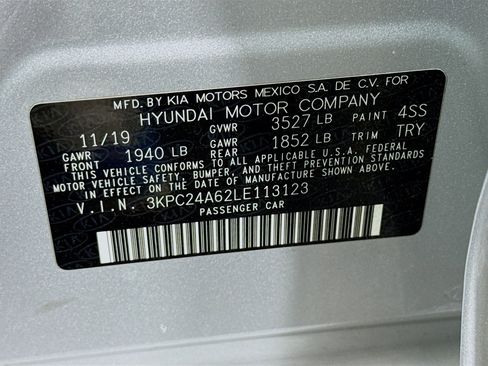 MFD. BY KIA MOTORS MEXICO S.A. DE C.V. FOR
HYUNDAI MOTOR COMPANY
11/19 GVWR 3527 LB PAINT 4SS
GAWR 1940 LB GAWR REAR 1852 LB TRIM TRY
THIS VEHICLE CONFORMS TO ALL APPLICABLE U.S.A. FEDERAL
MOTOR VEHICLE SAFETY, BUMPER, AND THEFT PREVENTION STANDARDS
IN EFFECT ON THE DATE OF MANUFACTURE SHOWN ABOVE.
V.I.N. 3KPC24A62LE113123
PASSENGER CAR